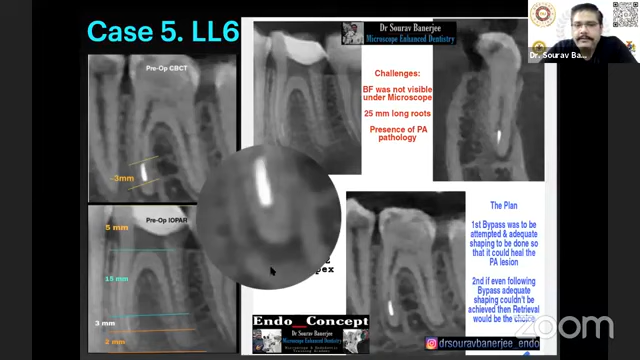 Case 5. LL6
Pre-Op CBCT
~3mm
Pre-Op IOPAR
5 mm
15 mm
3 mm
2 mm
Dr Sourav Banerjee
Microscope Enhanced Dentistry
Challenges:
BF was not visible
under Microscope
25 mm long roots
Presence of PA
pathology
pex
Endo_Concept
Dr Sourav Banerjee
Microscope Enhanced Dentistry
The Plan
1st Bypass was to be
attempted & adequate
shaping to be done so
that it could heal the
PA lesion
2nd if even following
Bypass adequate
shaping couldn't be
achieved then Retrieval
would be the choice
drsouravbanerjee_endo
zoom
Dr. Sourav Ba